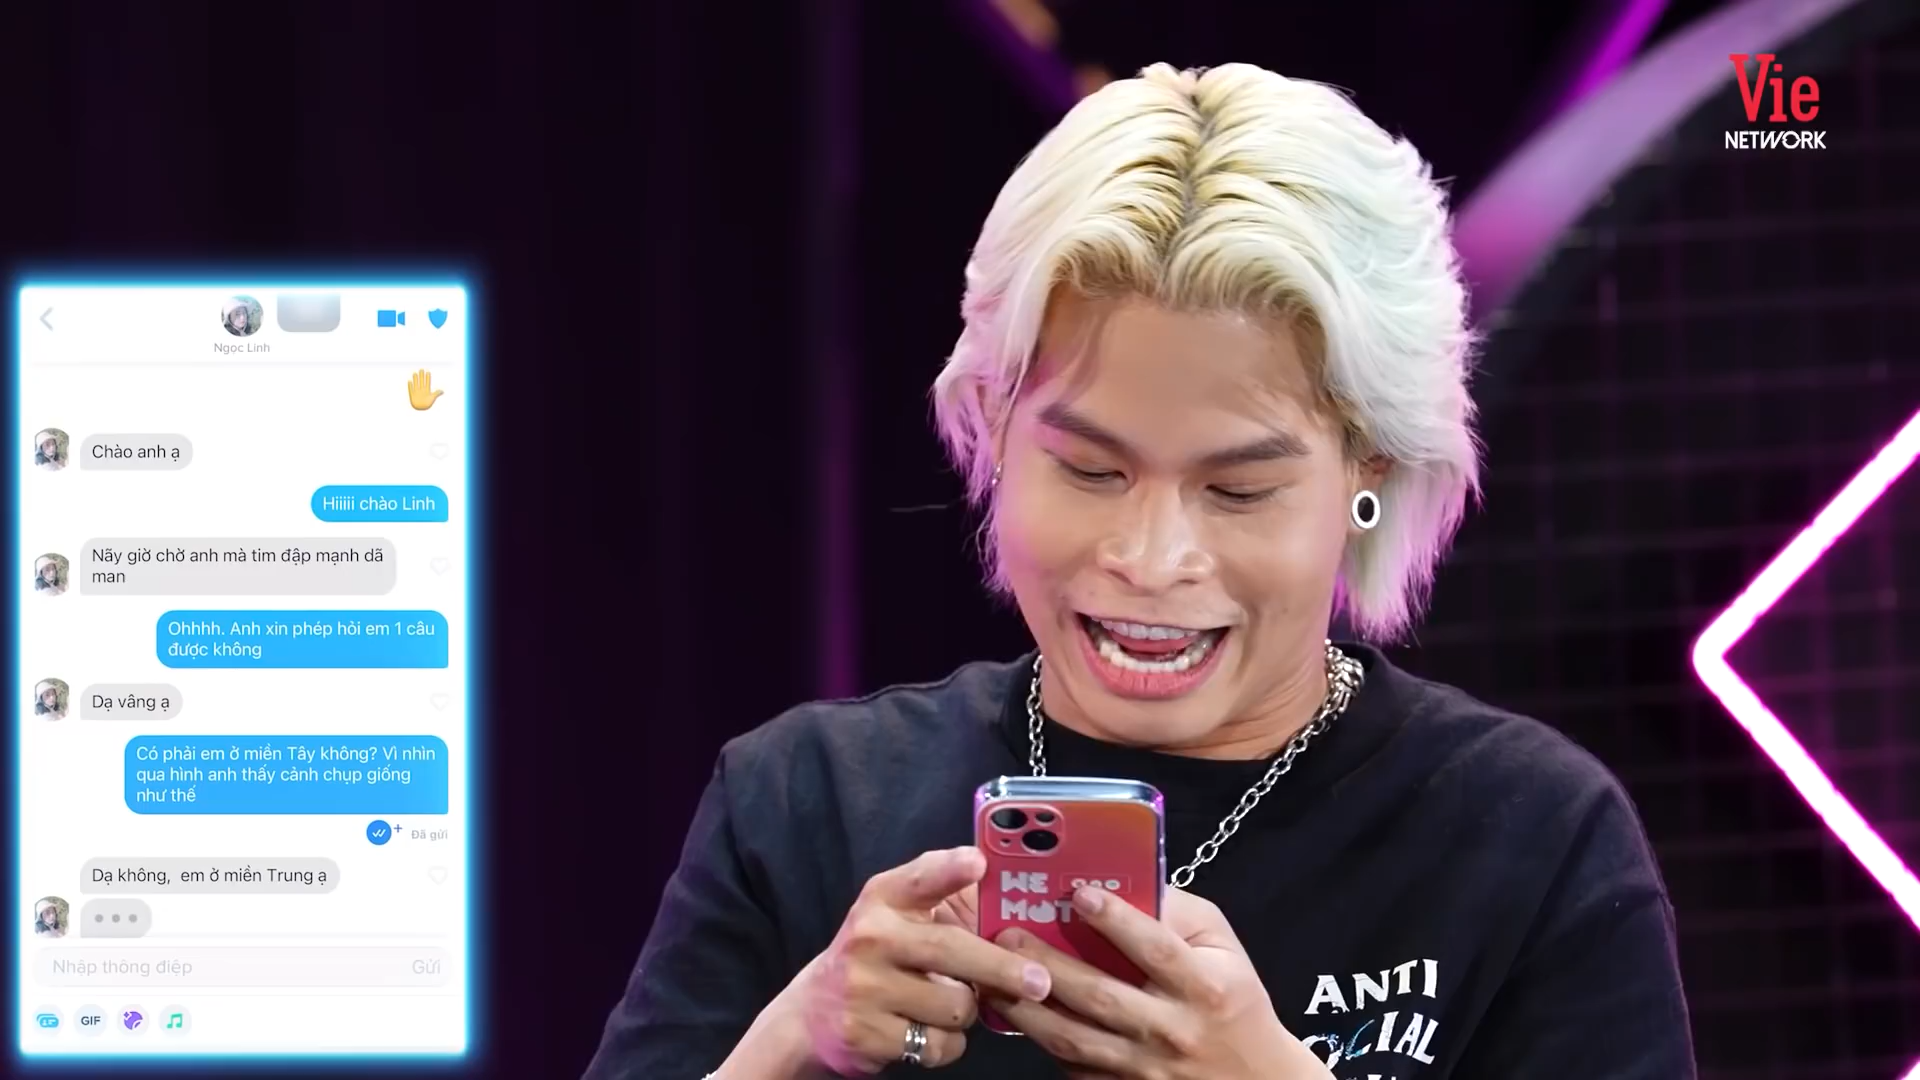 Vie
NETWORK
Ngọc Linh
Chào anh ạ
Hiiiii chào Linh
Nãy giờ chờ anh mà tim đập mạnh dã
man
Ohhhh. Anh xin phép hỏi em 1 câu
được không
Dạ vâng ạ
Có phải em ở miền Tây không? Vì nhìn
qua hình anh thấy cảnh chụp giống
như thế
Đã gửi
Dạ không, em ở miền Trung ạ
Nhập thông điệp
Gửi
GIF
WE
ANTI
SOCIAL